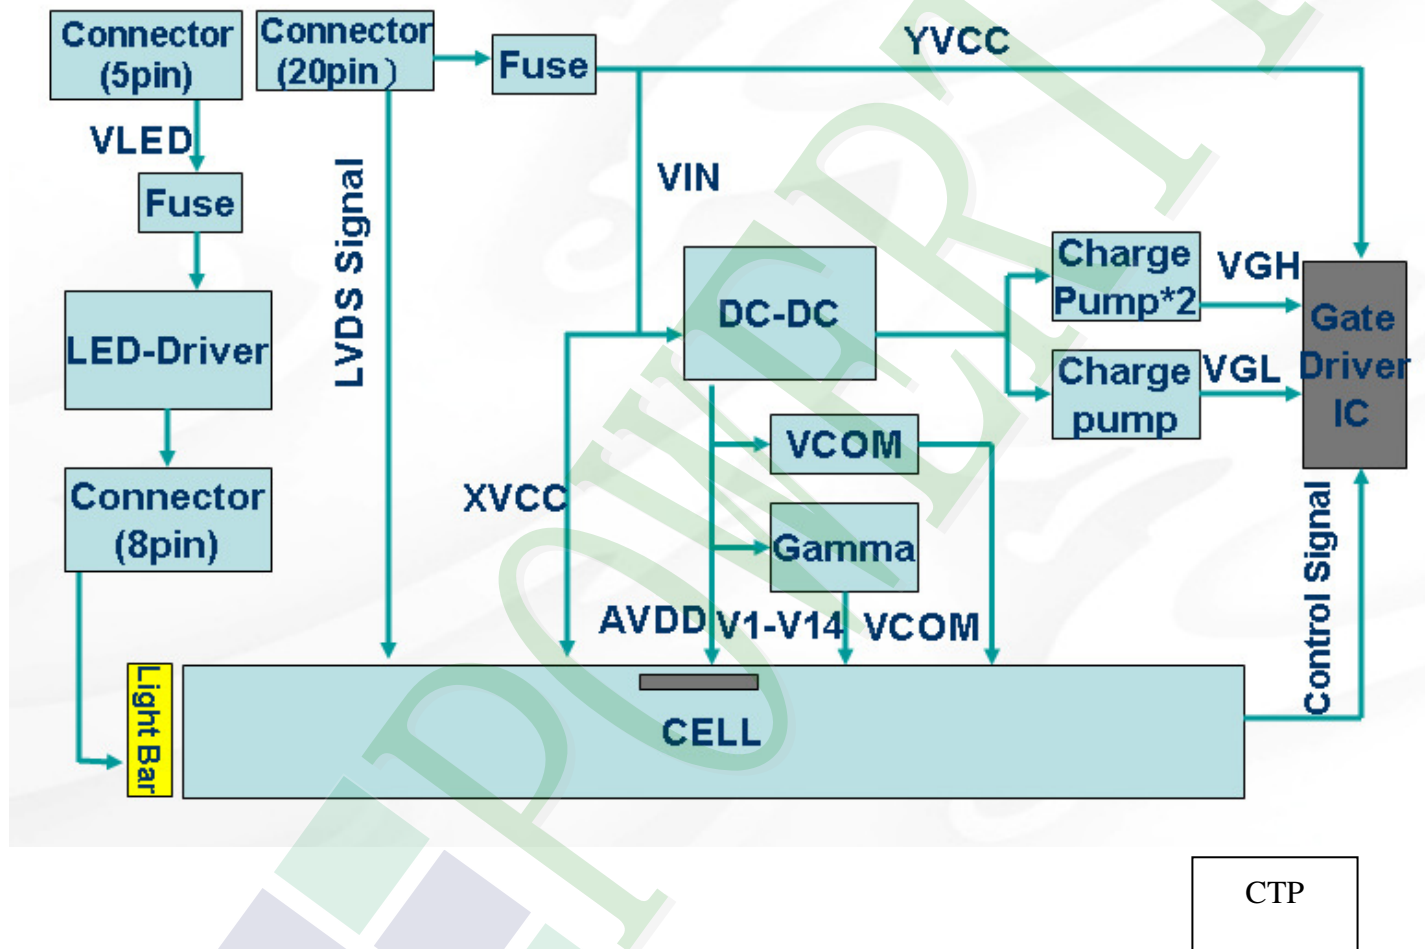 Connector
(5pin)
Connector
(20pin）
Fuse
YVCC
VLED
Fuse
LVDS Signal
VIN
LED-Driver
DC-DC
Charge
Pump*2
VGH
Charge
pump
VGL
Gate
Driver
IC
Connector
(8pin)
XVCC
VCOM
Gamma
AVDD
V1-V14
VCOM
Control Signal
Light Bar
CELL
CTP
POWERT